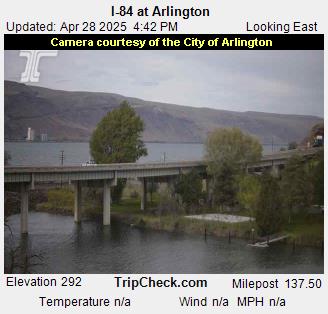 I-84 at Arlington
Updated: Apr 28 2025 4:42 PM Looking East
Camera courtesy of the City of Arlington
Elevation 292 TripCheck.com Milepost 137.50
Temperature n/a Wind n/a MPH n/a